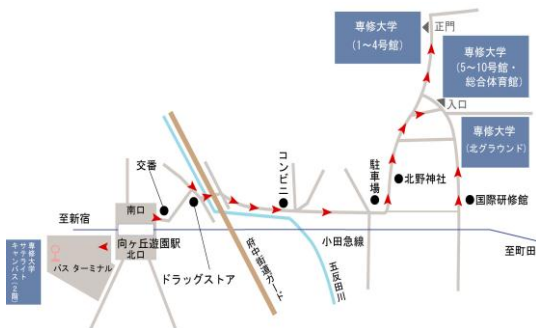 専修大学
(1～4号館)
正門
専修大学
(5～10号館・
総合体育館)
入口
専修大学
(北グラウンド)
コンビニ
駐車場
北野神社
国際研修館
交番
南口
至新宿
向ヶ丘遊園駅
北口
専修大学
サテライト
キャンパス(2階)
バスターミナル
ドラッグストア
府中街道ガード
小田急線
五反田川
至町田